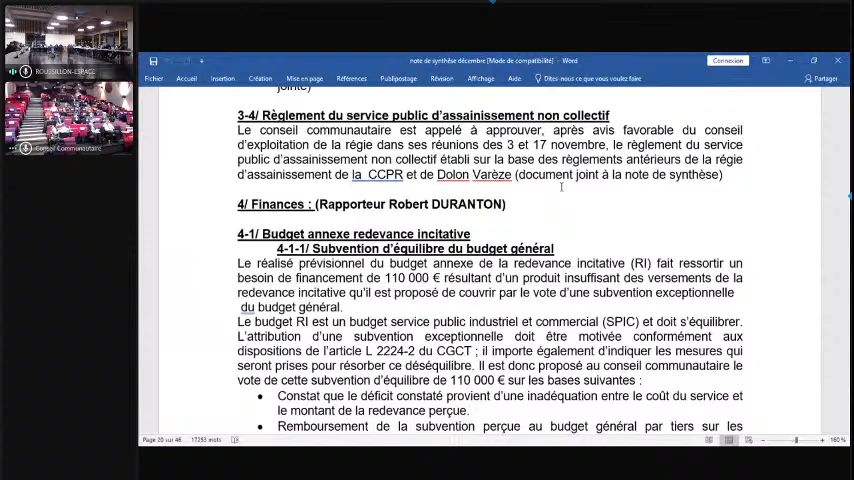 ROUSSILLON-ESPACE
Conseil Communautaire
note de synthèse décembre [Mode de compatibilité] - Word
Connexion
Fichier Accueil Insertion Création Mise en page Références Publipostage Révision Affichage Aide Dites-nous ce que vous voulez faire Partager
jointe)
3-4/ Règlement du service public d'assainissement non collectif
Le conseil communautaire est appelé à approuver, après avis favorable du conseil
d'exploitation de la régie dans ses réunions des 3 et 17 novembre, le règlement du service
public d'assainissement non collectif établi sur la base des règlements antérieurs de la régie
d'assainissement de la CCPR et de Dolon Varèze (document joint à la note de synthèse)
4/ Finances : (Rapporteur Robert DURANTON)
4-1/ Budget annexe redevance incitative
4-1-1/ Subvention d'équilibre du budget général
Le réalisé prévisionnel du budget annexe de la redevance incitative (RI) fait ressortir un
besoin de financement de 110 000 € résultant d'un produit insuffisant des versements de la
redevance incitative qu'il est proposé de couvrir par le vote d'une subvention exceptionnelle
du budget général.
Le budget RI est un budget service public industriel et commercial (SPIC) et doit s'équilibrer.
L'attribution d'une subvention exceptionnelle doit être motivée conformément aux
dispositions de l'article L 2224-2 du CGCT ; il importe également d'indiquer les mesures qui
seront prises pour résorber ce déséquilibre. Il est donc proposé au conseil communautaire le
vote de cette subvention d'équilibre de 110 000 € sur les bases suivantes :
• Constat que le déficit constaté provient d'une inadéquation entre le coût du service et
le montant de la redevance perçue.
• Remboursement de la subvention perçue au budget général par tiers sur les
Page 20 sur 46 17253 mots 160 %